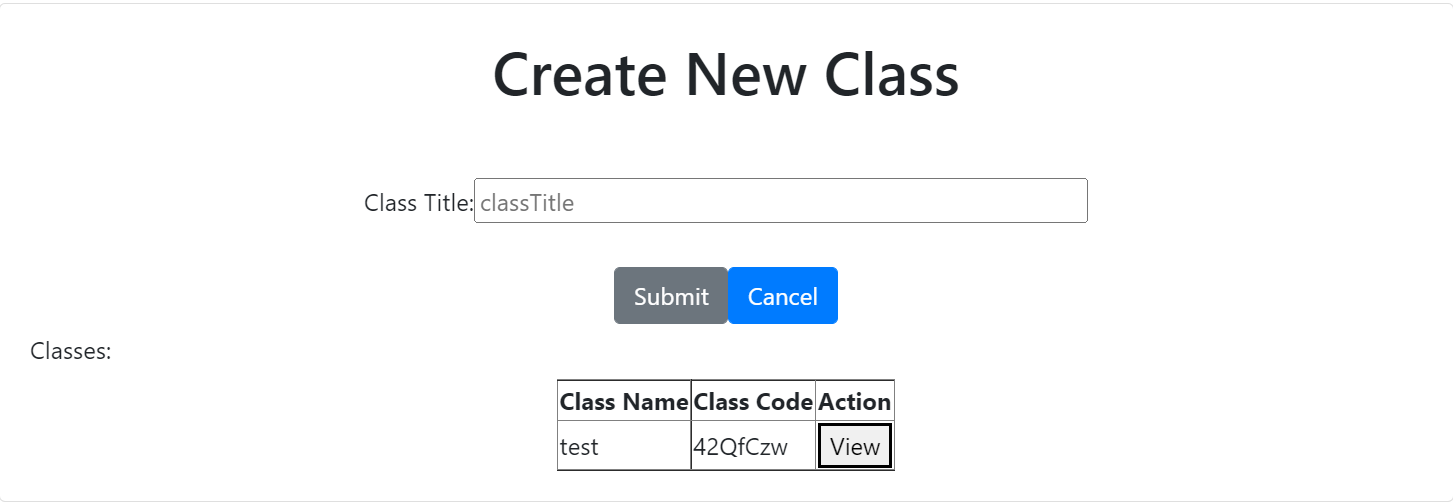 Create New Class
Class Title: classTitle
Submit Cancel
Classes:
Class Name Class Code Action
test 42QfCzw View